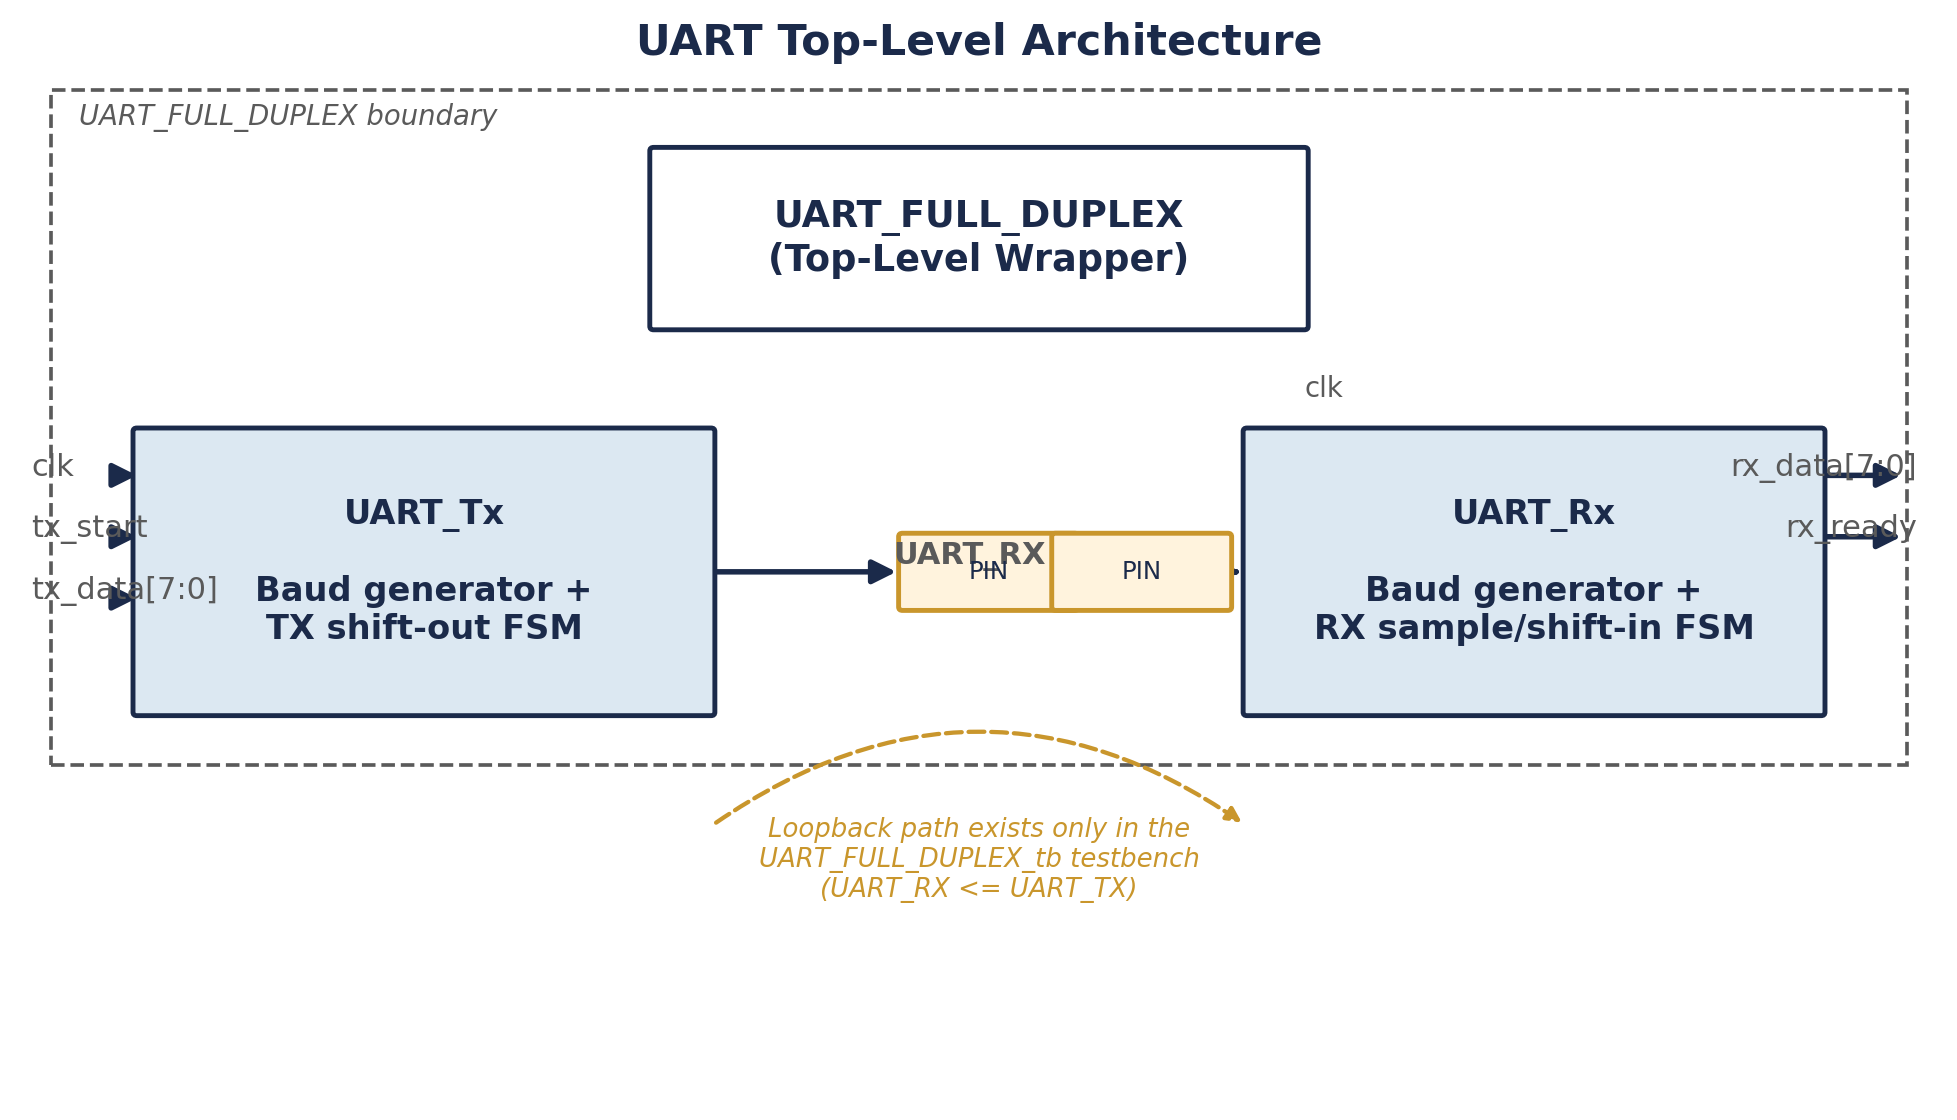 UART Top-Level Architecture
UART_FULL_DUPLEX boundary
UART_FULL_DUPLEX
(Top-Level Wrapper)
clk
clk
tx_start
tx_data[7:0]
UART_Tx
Baud generator +
TX shift-out FSM
UART_RX
PIN
PIN
UART_Rx
Baud generator +
RX sample/shift-in FSM
rx_data[7:0]
rx_ready
Loopback path exists only in the
UART_FULL_DUPLEX_tb testbench
(UART_RX <= UART_TX)